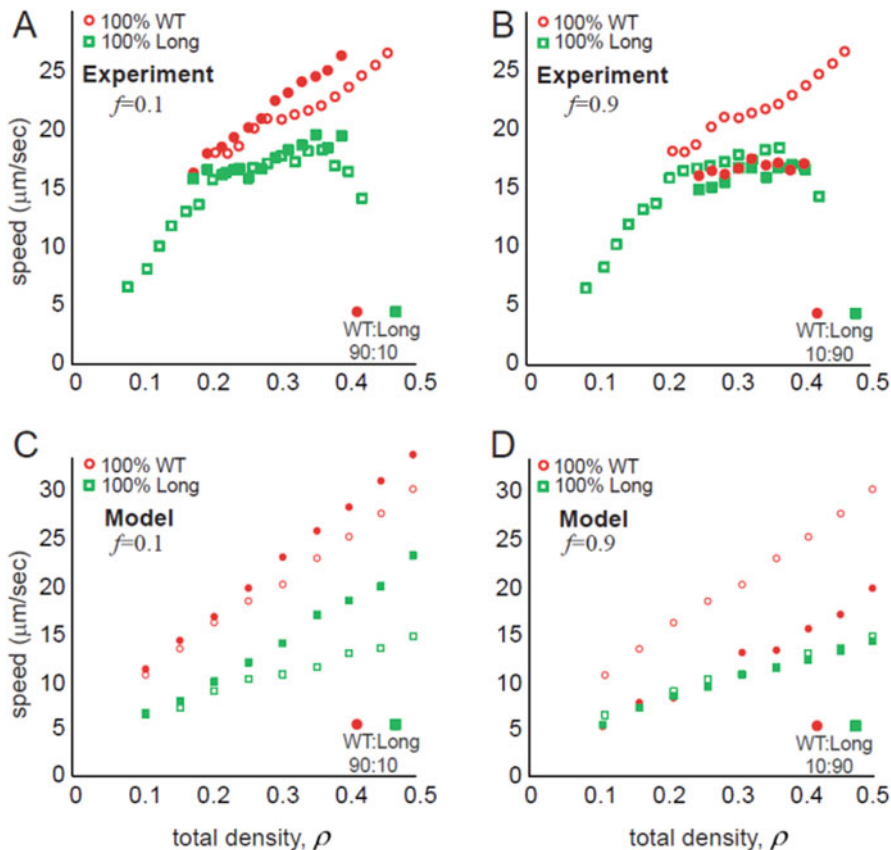 A
100% WT
100% Long
Experiment
f=0.1
speed (μm/sec)
25
20
15
10
5
0
WT:Long
90:10
0
0.1
0.2
0.3
0.4
0.5
B
100% WT
100% Long
Experiment
f=0.9
25
20
15
10
5
0
WT:Long
10:90
0
0.1
0.2
0.3
0.4
0.5
C
100% WT
100% Long
Model
f=0.1
speed (μm/sec)
30
25
20
15
10
5
0
WT:Long
90:10
0.1
0.2
0.3
0.4
0.5
total density, ρ
D
100% WT
100% Long
Model
f=0.9
30
25
20
15
10
5
0
WT:Long
10:90
0
0.1
0.2
0.3
0.4
0.5
total density, ρ